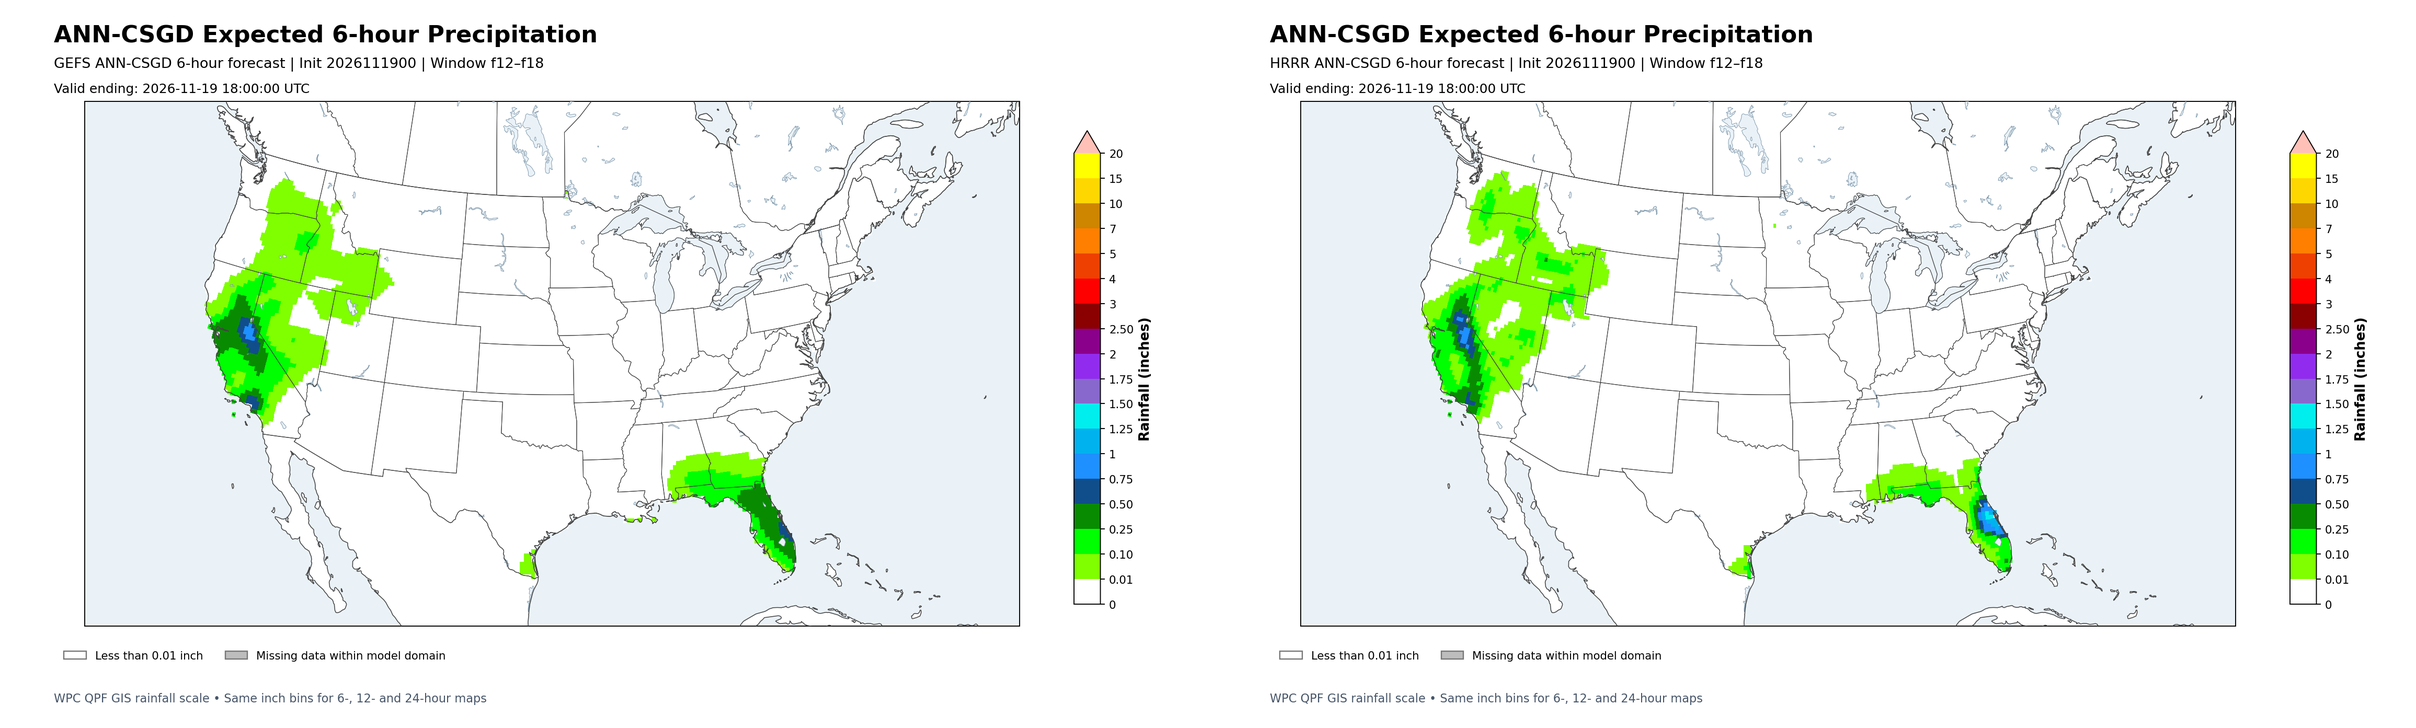 ANN-CSGD Expected 6-hour Precipitation
GEFS ANN-CSGD 6-hour forecast | Init 2026111900 | Window f12–f18
Valid ending: 2026-11-19 18:00:00 UTC
20
15
10
7
5
4
3
2.50
2
1.75
1.50
1.25
1
0.75
0.50
0.25
0.10
0.01
0
Rainfall (inches)
Less than 0.01 inch
Missing data within model domain
WPC QPF GIS rainfall scale • Same inch bins for 6-, 12- and 24-hour maps
ANN-CSGD Expected 6-hour Precipitation
HRRR ANN-CSGD 6-hour forecast | Init 2026111900 | Window f12–f18
Valid ending: 2026-11-19 18:00:00 UTC
20
15
10
7
5
4
3
2.50
2
1.75
1.50
1.25
1
0.75
0.50
0.25
0.10
0.01
0
Rainfall (inches)
Less than 0.01 inch
Missing data within model domain
WPC QPF GIS rainfall scale • Same inch bins for 6-, 12- and 24-hour maps